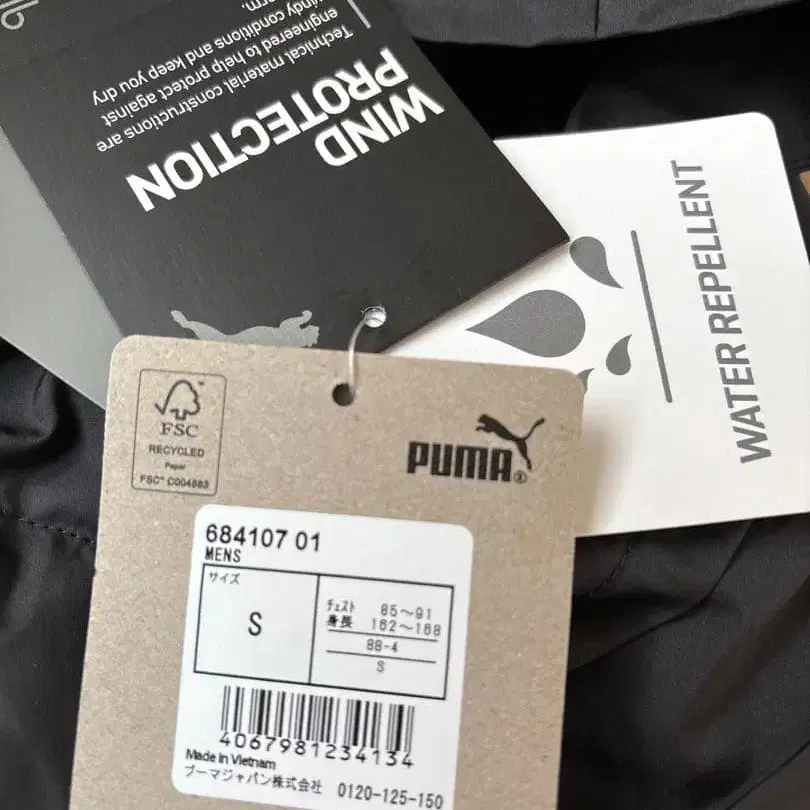 WIND
PROTECTION
Technical material constructions are
engineered to help protect against
windy conditions and keep you dry
WATER REPELLENT
FSC
RECYCLED
Paper
FSC™ C004883
PUMA®
684107 01
MENS
サイズ
S
チェスト 85～91
身長 162～168
88-4
S
4067981234134
Made in Vietnam
プーマジャパン株式会社 0120-125-150